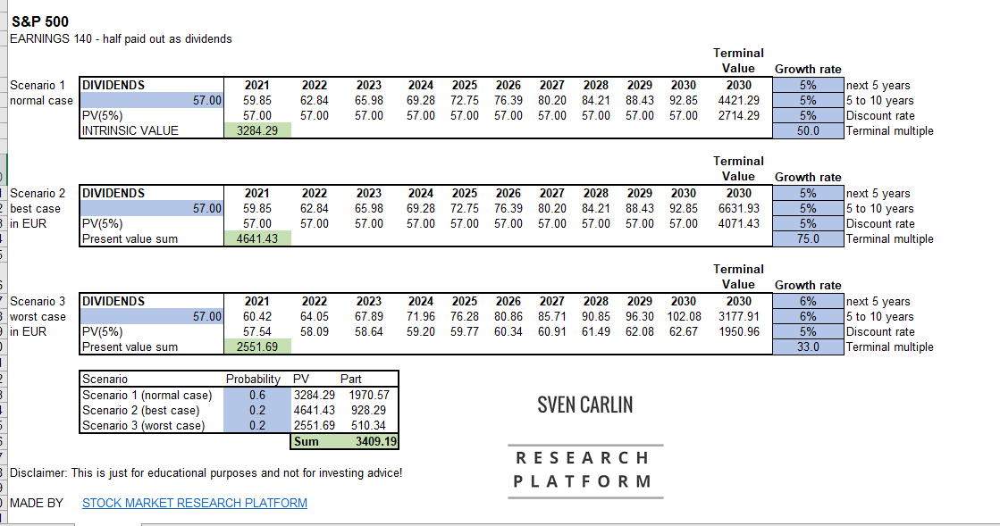 S&P 500
EARNINGS 140 - half paid out as dividends
Terminal
Value Growth rate
Scenario 1 DIVIDENDS 2021 2022 2023 2024 2025 2026 2027 2028 2029 2030 2030 5% next 5 years
normal case 57.00 59.85 62.84 65.98 69.28 72.75 76.39 80.20 84.21 88.43 92.85 4421.29 5% 5 to 10 years
PV(5%) 57.00 57.00 57.00 57.00 57.00 57.00 57.00 57.00 57.00 57.00 2714.29 5% Discount rate
INTRINSIC VALUE 3284.29 50.0 Terminal multiple
Terminal
Value Growth rate
Scenario 2 DIVIDENDS 2021 2022 2023 2024 2025 2026 2027 2028 2029 2030 2030 5% next 5 years
best case 57.00 59.85 62.84 65.98 69.28 72.75 76.39 80.20 84.21 88.43 92.85 6631.93 5% 5 to 10 years
in EUR PV(5%) 57.00 57.00 57.00 57.00 57.00 57.00 57.00 57.00 57.00 57.00 4071.43 5% Discount rate
Present value sum 4641.43 75.0 Terminal multiple
Terminal
Value Growth rate
Scenario 3 DIVIDENDS 2021 2022 2023 2024 2025 2026 2027 2028 2029 2030 2030 6% next 5 years
worst case 57.00 60.42 64.05 67.89 71.96 76.28 80.86 85.71 90.85 96.30 102.08 3177.91 6% 5 to 10 years
in EUR PV(5%) 57.54 58.09 58.64 59.20 59.77 60.34 60.91 61.49 62.08 62.67 1950.96 5% Discount rate
Present value sum 2551.69 33.0 Terminal multiple
Scenario Probability PV Part
Scenario 1 (normal case) 0.6 3284.29 1970.57
Scenario 2 (best case) 0.2 4641.43 928.29
Scenario 3 (worst case) 0.2 2551.69 510.34
Sum 3409.19
SVEN CARLIN
RESEARCH
PLATFORM
Disclaimer: This is just for educational purposes and not for investing advice!
MADE BY STOCK MARKET RESEARCH PLATFORM